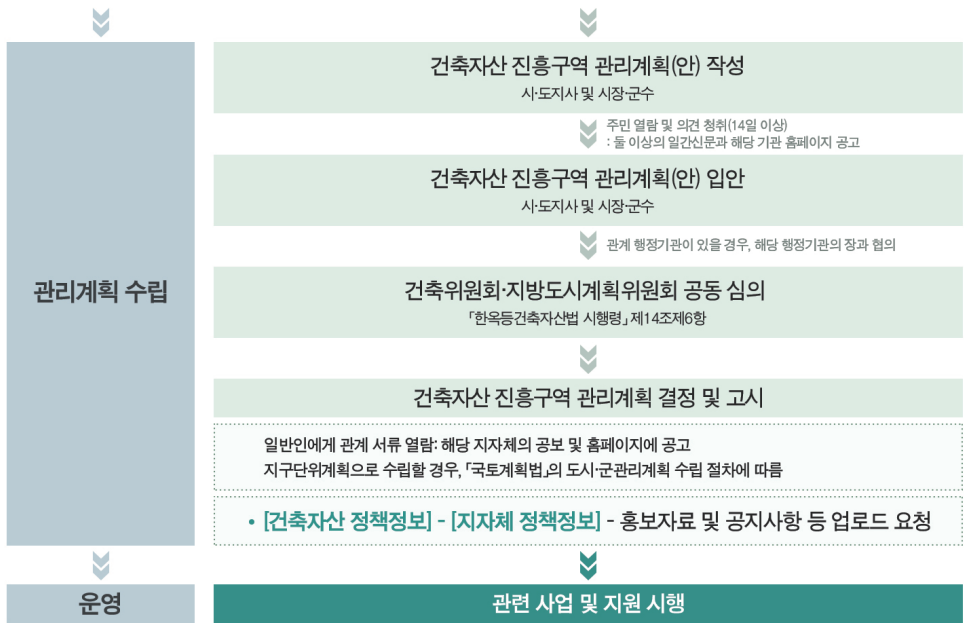 건축자산 진흥구역 관리계획(안) 작성
시·도지사 및 시장·군수
주민 열람 및 의견 청취(14일 이상)
: 둘 이상의 일간신문과 해당 기관 홈페이지 공고
건축자산 진흥구역 관리계획(안) 입안
시·도지사 및 시장·군수
관계 행정기관이 있을 경우, 해당 행정기관의 장과 협의
관리계획 수립
건축위원회·지방도시계획위원회 공동 심의
「한옥등건축자산법 시행령」 제14조제6항
건축자산 진흥구역 관리계획 결정 및 고시
일반인에게 관계 서류 열람: 해당 지자체의 공보 및 홈페이지에 공고
지구단위계획으로 수립할 경우, 「국토계획법」의 도시·군관리계획 수립 절차에 따름
• [건축자산 정책정보] - [지자체 정책정보] - 홍보자료 및 공지사항 등 업로드 요청
운영
관련 사업 및 지원 시행